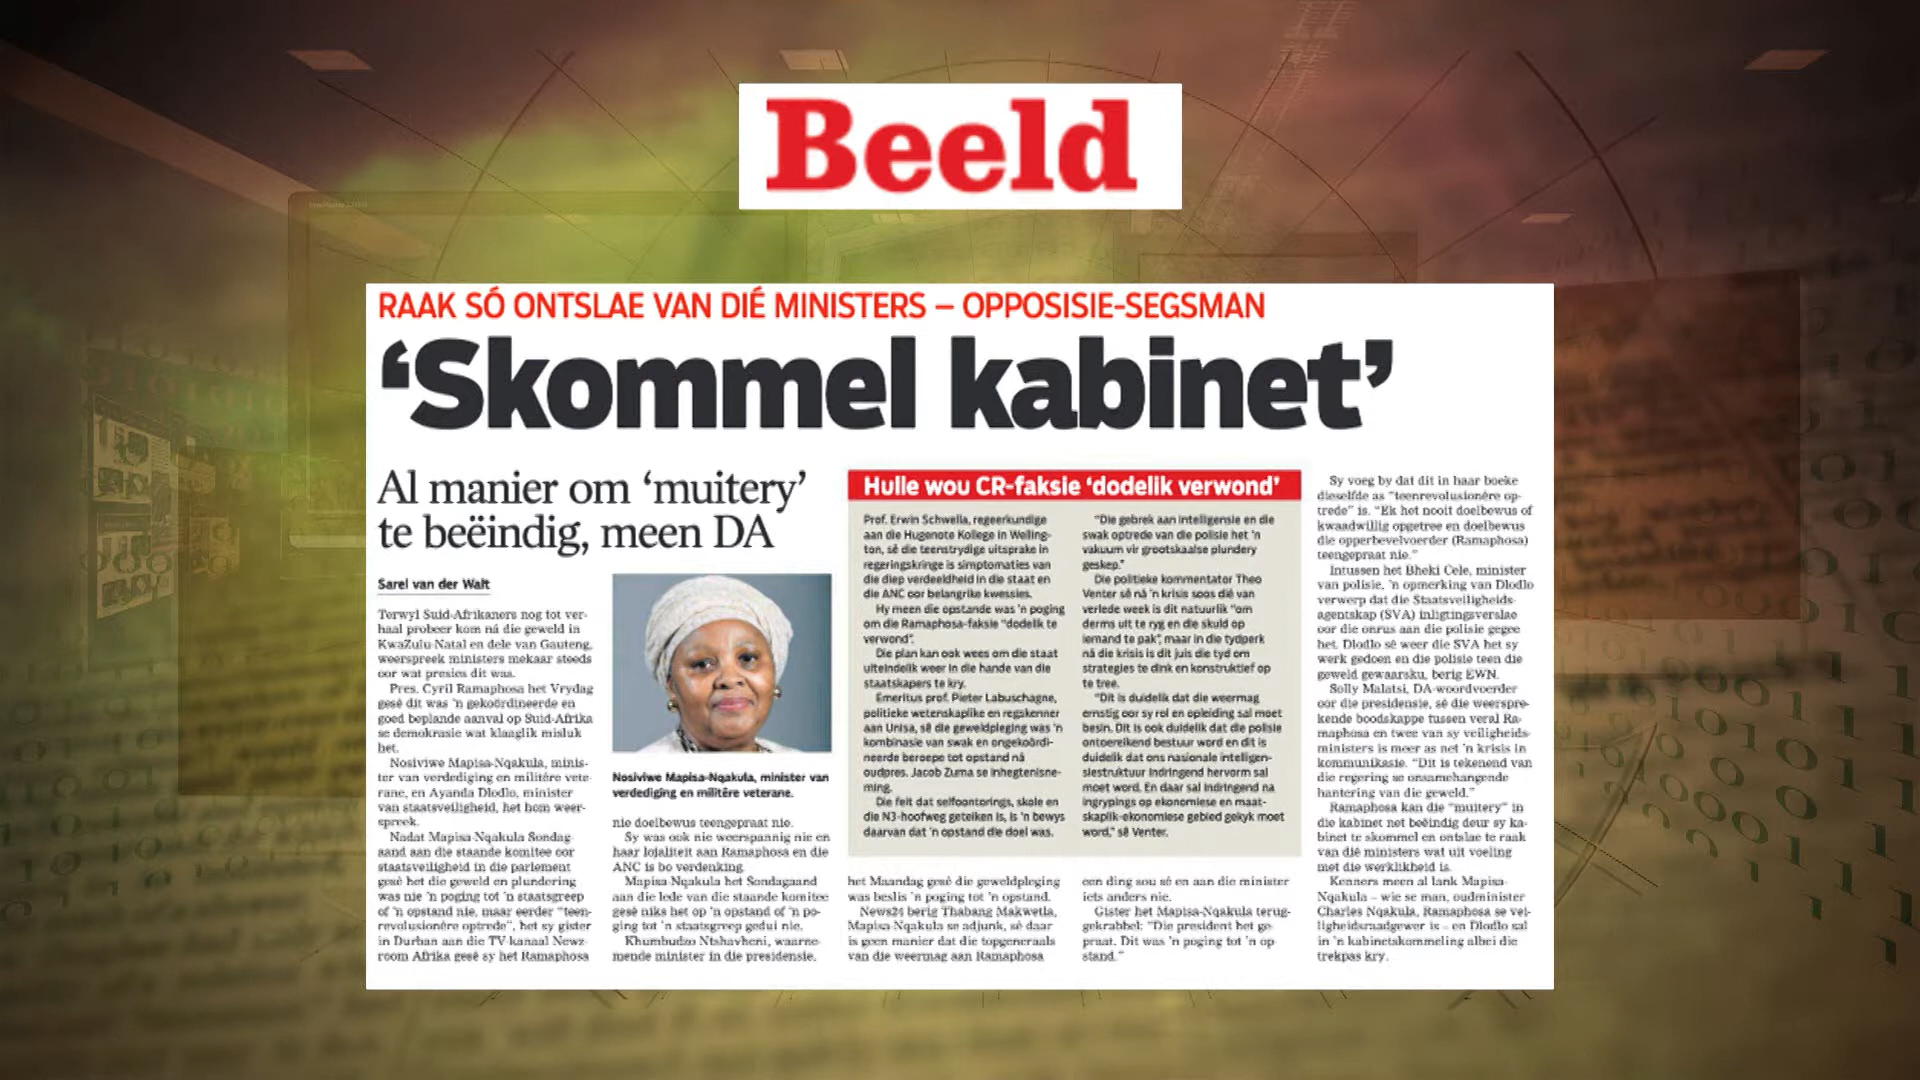 Beeld
RAAK SÓ ONTSLAE VAN DIÉ MINISTERS – OPPOSISIE-SEGSMAN
‘Skommel kabinet’
Al manier om ‘muitery’
te beëindig, meen DA
Sarel van der Walt
Terwyl Suid-Afrikaners nog tot ver-
haal probeer kom ná die geweld in
KwaZulu-Natal en dele van Gauteng,
weerspreek ministers mekaar steeds
oor wat presies dit was.
Pres. Cyril Ramaphosa het Vrydag
gesê dit was ’n gekoördineerde en
goed beplande aanval op Suid-Afrika
se demokrasie wat klaaglik misluk
het.
Nosiviwe Mapisa-Nqakula, minis-
ter van verdediging en militêre vete-
rane, en Ayanda Dlodlo, minister
van staatsveiligheid, het hom weer-
spreek.
Nadat Mapisa-Nqakula Sondag-
aand aan die staande komitee oor
staatsveiligheid in die parlement
gesê het die geweld en plundering
was nie ’n poging tot ’n staatsgreep
of ’n opstand nie, maar eerder “teen-
revolusionêre optrede”, het sy gister
in Durban aan die TV-kanaal Newz-
room Afrika gesê sy het Ramaphosa
Nosiviwe Mapisa-Nqakula, minister van
verdediging en militêre veterane.
nie doelbewus teengepraat nie.
Sy was ook nie weerspannig nie en
haar lojaliteit aan Ramaphosa en die
ANC is bo verdenking.
Mapisa-Nqakula het Sondagaand
aan die lede van die staande komitee
gesê niks het op ’n opstand of ’n po-
ging tot ’n staatsgreep gedui nie.
Khumbudzo Ntshavheni, waarne-
mende minister in die presidensie,
Hulle wou CR-faksie ‘dodelik verwond’
Prof. Erwin Schwella, regeerkundige
aan die Hugenote Kollege in Welling-
ton, sê die teenstrydige uitsprake in
regeringskringe is simptomaties van
die diep verdeeldheid in die staat en
die ANC oor belangrike kwessies.
Hy meen die opstande was ’n poging
om die Ramaphosa-faksie “dodelik te
verwond”.
Die plan kan ook wees om die staat
uiteindelik weer in die hande van die
staatskapers te kry.
Emeritus prof. Pieter Labuschagne,
politieke wetenskaplike en regskenner
aan Unisa, sê die geweldpleging was ’n
kombinasie van swak en ongekoördi-
neerde beroepe tot opstand ná
oudpres. Jacob Zuma se inhegtenisne-
ming.
Die feit dat selfoontorings, skole en
die N3-hoofweg geteiken is, is ’n bewys
daarvan dat ’n opstand die doel was.
“Die gebrek aan intelligensie en die
swak optrede van die polisie het ’n
vakuum vir grootskaalse plundery
geskep.”
Die politieke kommentator Theo
Venter sê ná ’n krisis soos dié van
verlede week is dit natuurlik “om
derms uit te ryg en die skuld op
iemand te pak”, maar in die tydperk
ná die krisis is dit juis die tyd om
strategies te dink en konstruktief op
te tree.
“Dit is duidelik dat die weermag
ernstig oor sy rol en opleiding sal moet
besin. Dit is ook duidelik dat die polisie
ontoereikend bestuur word en dit is
duidelik dat ons nasionale intelligen-
siestruktuur indringend hervorm sal
moet word. En daar sal indringend na
ingrypings op ekonomiese en maat-
skaplik-ekonomiese gebied gekyk moet
word,” sê Venter.
het Maandag gesê die geweldpleging
was beslis ’n poging tot ’n opstand.
News24 berig Thabang Makwetla,
Mapisa-Nqakula se adjunk, sê daar
is geen manier dat die topgeneraals
van die weermag aan Ramaphosa
een ding sou sê en aan die minister
iets anders nie.
Gister het Mapisa-Nqakula terug-
gekrabbel: “Die president het ge-
praat. Dit was ’n poging tot ’n op-
stand.”
Sy voeg by dat dit in haar boeke
dieselfde as “teenrevolusionêre op-
trede” is. “Ek het nooit doelbewus of
kwaadwillig opgetree en doelbewus
die opperbevelvoerder (Ramaphosa)
teengepraat nie.”
Intussen het Bheki Cele, minister
van polisie, ’n opmerking van Dlodlo
verwerp dat die Staatsveiligheids-
agentskap (SVA) inligtingsverslae
oor die onrus aan die polisie gegee
het. Dlodlo sê weer die SVA het sy
werk gedoen en die polisie teen die
geweld gewaarsku, berig EWN.
Solly Malatsi, DA-woordvoerder
oor die presidensie, sê die weerspre-
kende boodskappe tussen veral Ra-
maphosa en twee van sy veiligheids-
ministers is meer as net ’n krisis in
kommunikasie. “Dit is tekenend van
die regering se onsamehangende
hantering van die geweld.”
Ramaphosa kan die “muitery” in
die kabinet net beëindig deur sy ka-
binet te skommel en ontslae te raak
van dié ministers wat uit voeling
met die werklikheid is.
Kenners meen al lank Mapisa-
Nqakula – wie se man, oudminister
Charles Nqakula, Ramaphosa se vei-
ligheidsraadgewer is – en Dlodlo sal
in ’n kabinetskommeling albei die
trekpas kry.